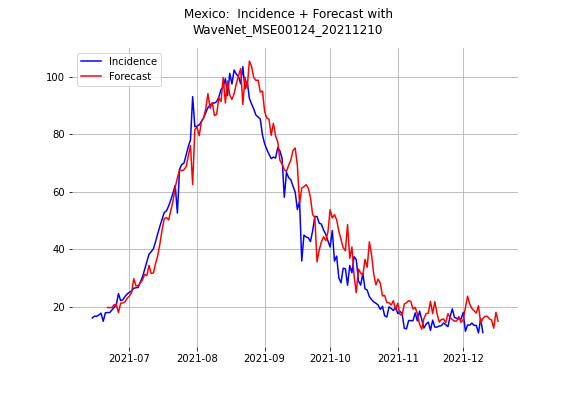 Mexico:  Incidence + Forecast with
WaveNet_MSE00124_20211210
Incidence
Forecast
100
80
60
40
20
2021-07 2021-08 2021-09 2021-10 2021-11 2021-12